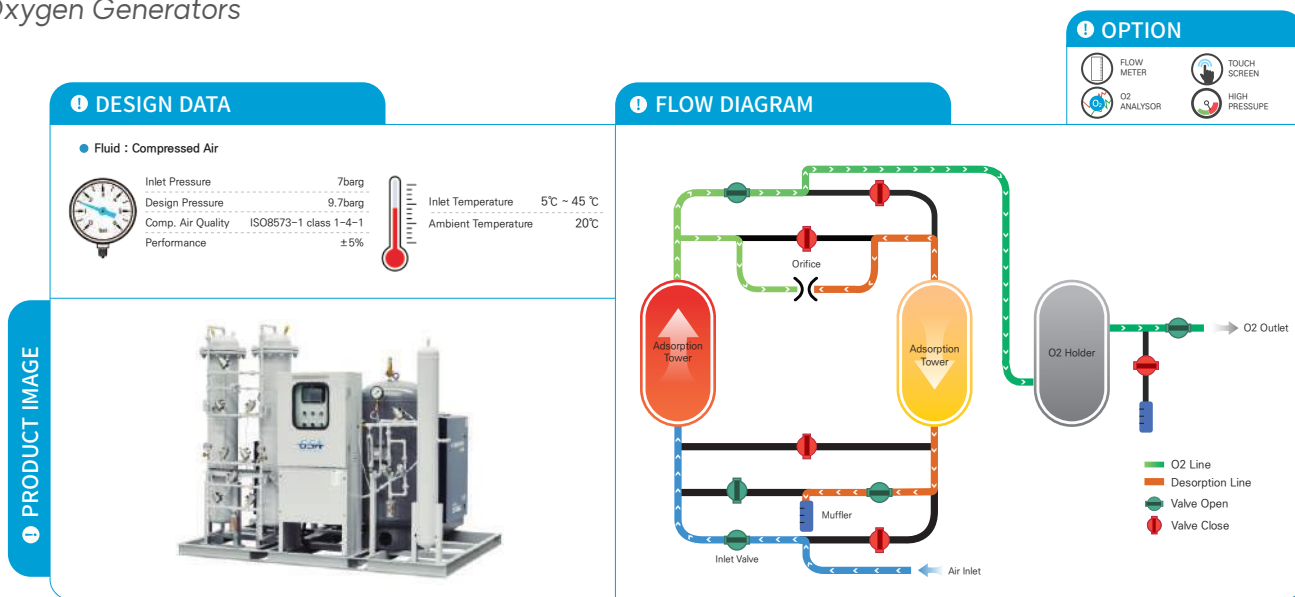 Oxygen Generators
OPTION
FLOW
METER
TOUCH
SCREEN
O2
ANALYSOR
HIGH
PRESSUPE
DESIGN DATA
Fluid : Compressed Air
Inlet Pressure 7barg
Design Pressure 9.7barg
Comp. Air Quality ISO8573-1 class 1-4-1
Performance ±5%
Inlet Temperature 5℃ ~ 45 ℃
Ambient Temperature 20℃
PRODUCT IMAGE
GSA
FLOW DIAGRAM
Orifice
Adsorption
Tower
Adsorption
Tower
O2 Holder
O2 Outlet
Muffler
Inlet Valve
Air Inlet
O2 Line
Desorption Line
Valve Open
Valve Close